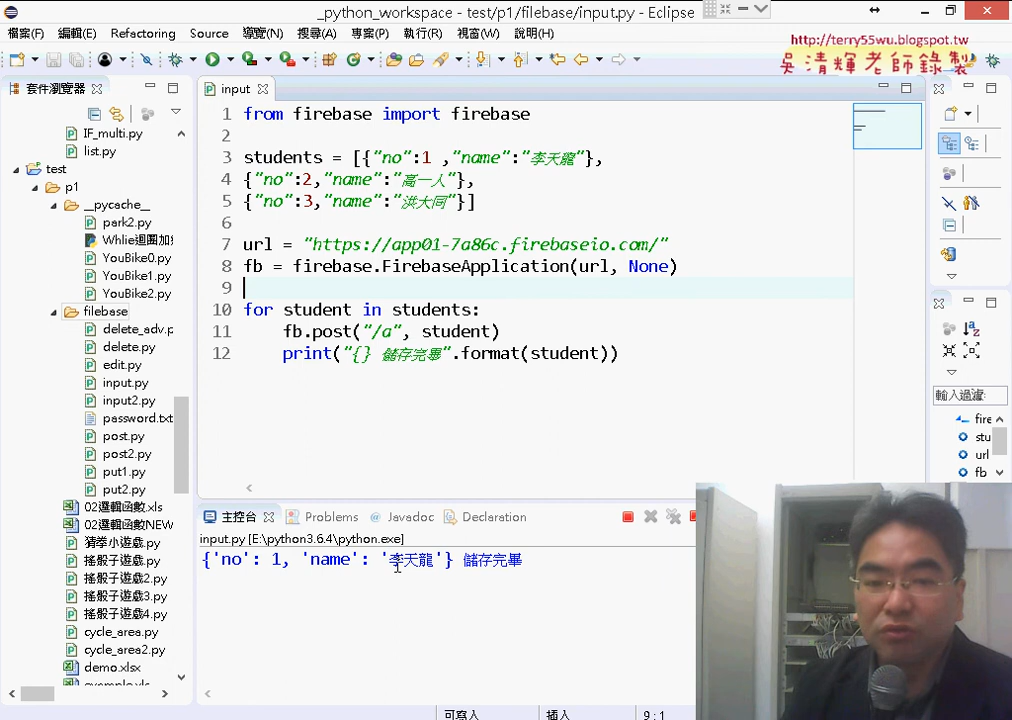 _python_workspace - test/p1/filebase/input.py - Eclipse
檔案(F) 編輯(E) Refactoring Source 導覽(N) 搜尋(A) 專案(P) 執行(R) 視窗(W) 說明(H)
http://terry55wu.blogspot.tw
吳清輝老師錄製
套件瀏覽器
IF_multi.py
list.py
test
p1
__pycache__
park2.py
YouBike0.py
YouBike1.py
YouBike2.py
filebase
delete_adv.p
delete.py
edit.py
input.py
input2.py
password.txt
post.py
post2.py
put1.py
put2.py
02邏輯函數.xls
02邏輯函數NEW
猜拳小遊戲.py
搖骰子遊戲.py
搖骰子遊戲2.py
搖骰子遊戲3.py
搖骰子遊戲4.py
cycle_area.py
cycle_area2.py
demo.xlsx
input
1 from firebase import firebase
2
3 students = [{"no":1 ,"name":"李天龍"},
4 {"no":2,"name":"高一人"},
5 {"no":3,"name":"洪大同"}]
6
7 url = "https://app01-7a86c.firebaseio.com/"
8 fb = firebase.FirebaseApplication(url, None)
9
10 for student in students:
11 fb.post("/a", student)
12 print("{} 儲存完畢".format(student))
主控台 Problems Javadoc Declaration
input.py [E:\python3.6.4\python.exe]
{'no': 1, 'name': '李天龍'} 儲存完畢
輸入過濾
fire
stu
url
fb
可寫入 插入 9:1